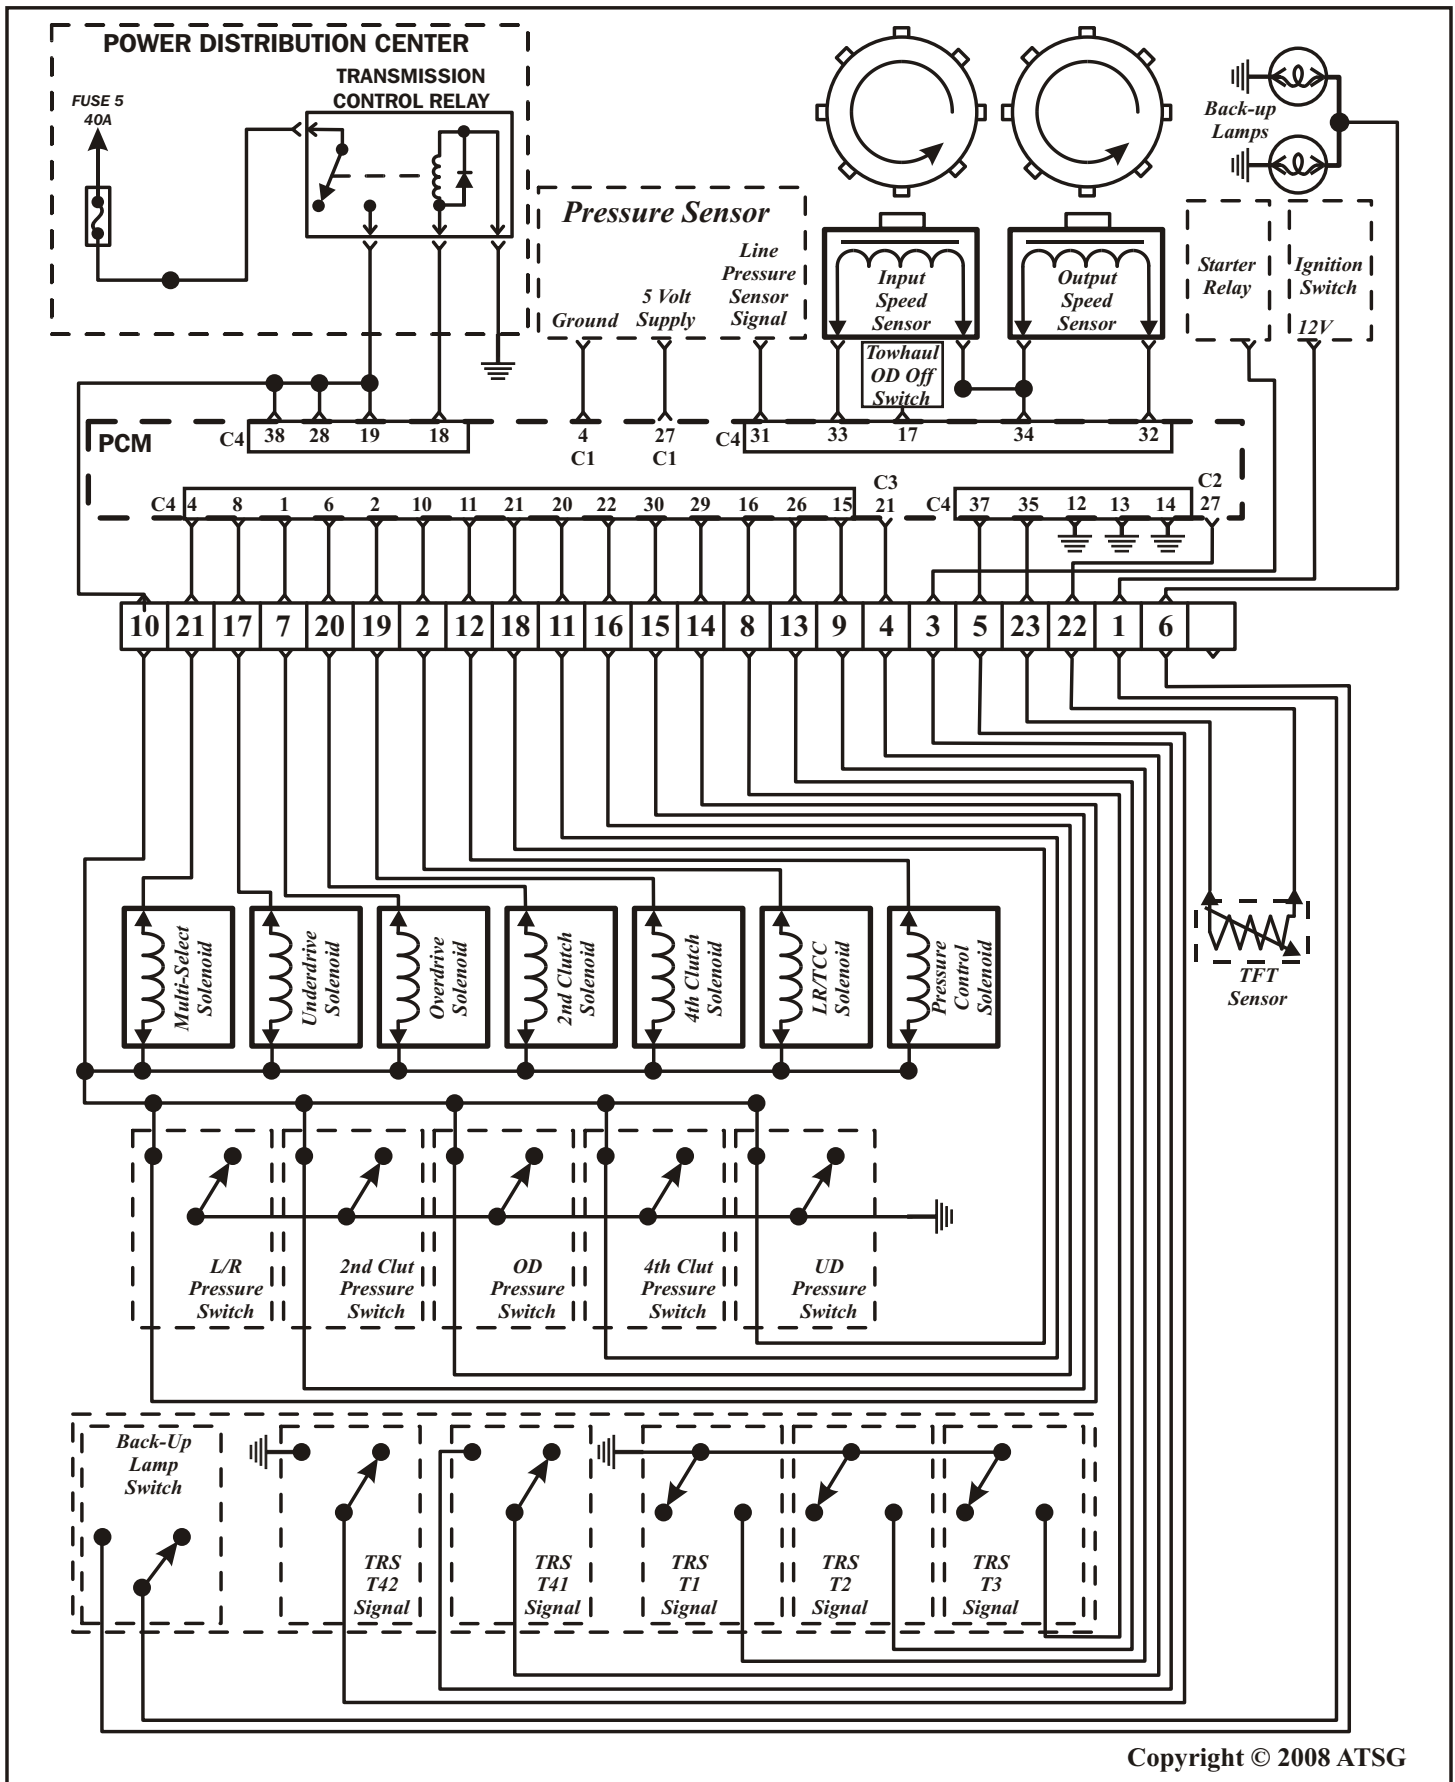 POWER DISTRIBUTION CENTER
TRANSMISSION
CONTROL RELAY
FUSE 5
40A
Back-up
Lamps
Pressure Sensor
Ground
5 Volt
Supply
Line
Pressure
Sensor
Signal
Input
Speed
Sensor
Output
Speed
Sensor
Towhaul
OD Off
Switch
Starter
Relay
Ignition
Switch
12V
PCM
C4 38 28 19 18
4
C1
27
C1
C4 31 33 17 34 32
C4 4 8 1 6 2 10 11 21 20 22 30 29 16 26 15
C3
21
C4 37 35 12 13 14
C2
27
10 21 17 7 20 19 2 12 18 11 16 15 14 8 13 9 4 3 5 23 22 1 6
Multi-Select
Solenoid
Underdrive
Solenoid
Overdrive
Solenoid
2nd Clutch
Solenoid
4th Clutch
Solenoid
LR/TCC
Solenoid
Pressure
Control
Solenoid
TFT
Sensor
L/R
Pressure
Switch
2nd Clut
Pressure
Switch
OD
Pressure
Switch
4th Clut
Pressure
Switch
UD
Pressure
Switch
Back-Up
Lamp
Switch
TRS
T42
Signal
TRS
T41
Signal
TRS
T1
Signal
TRS
T2
Signal
TRS
T3
Signal
Copyright © 2008 ATSG